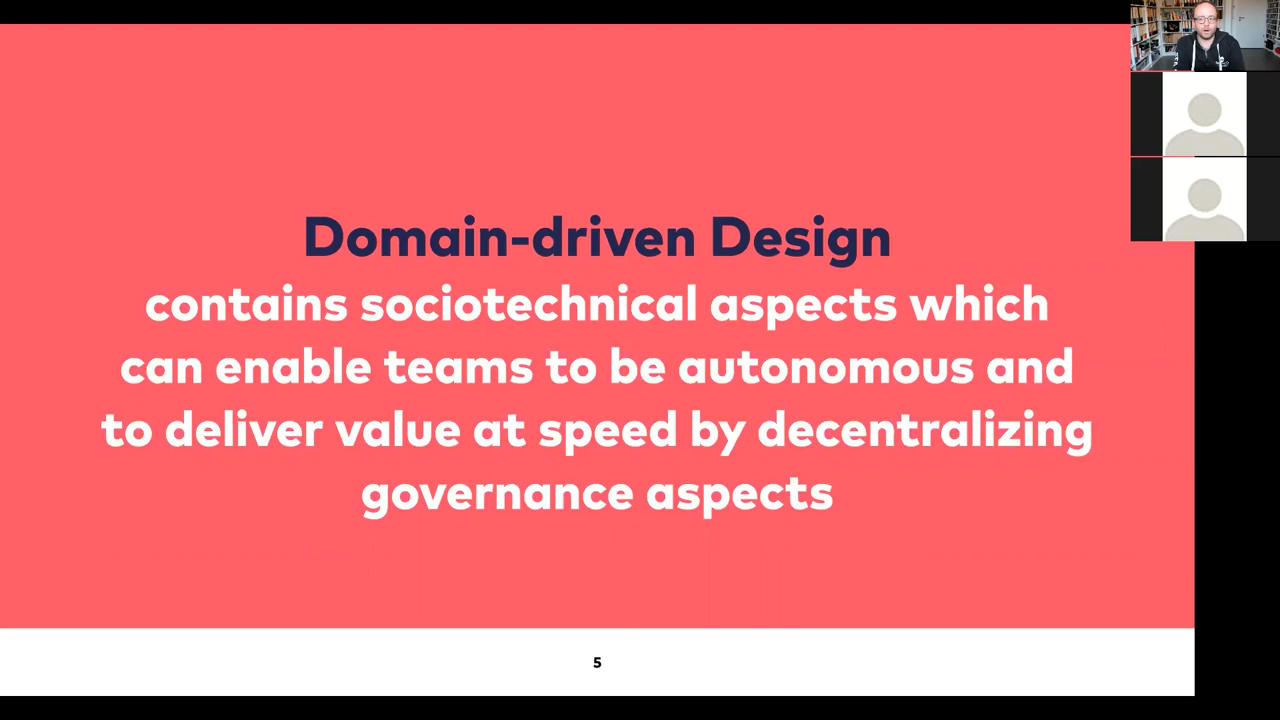 Domain-driven Design
contains sociotechnical aspects which
can enable teams to be autonomous and
to deliver value at speed by decentralizing
governance aspects
5